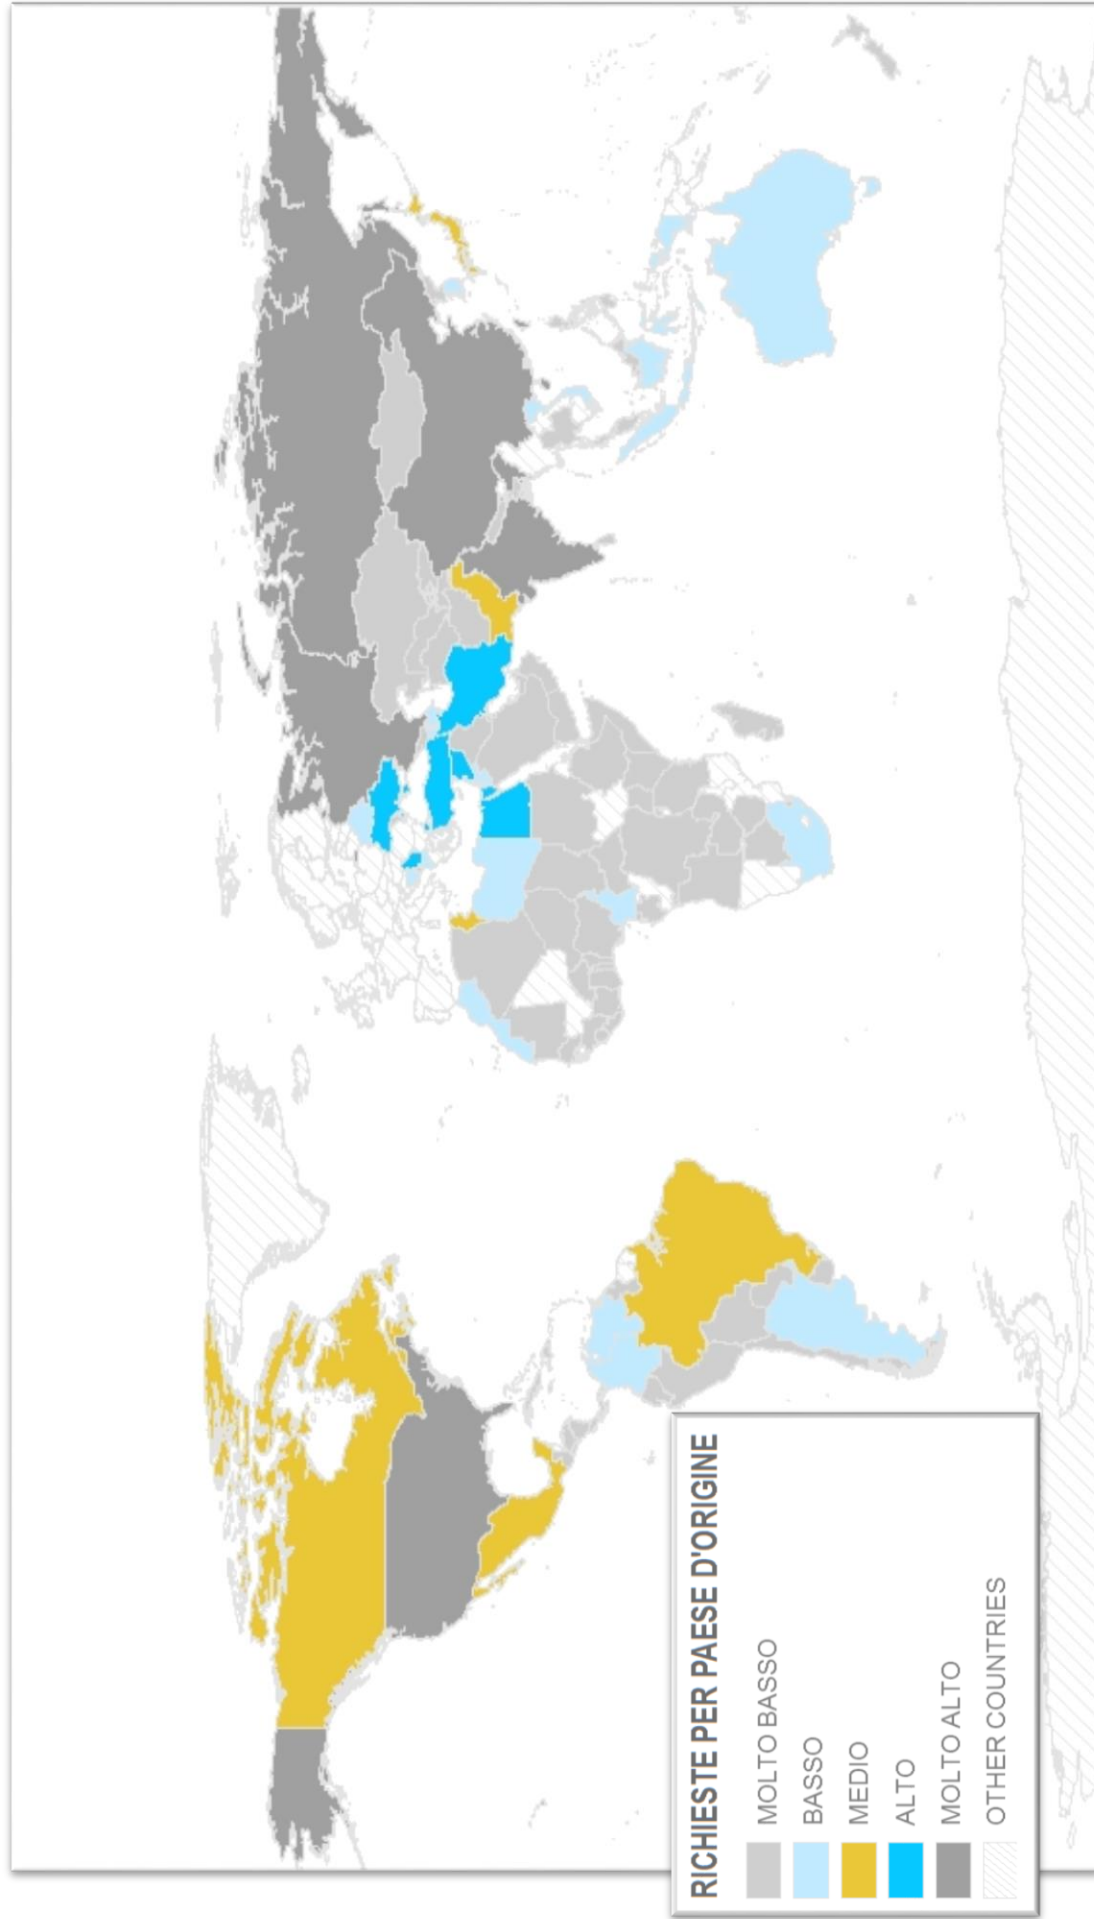 RICHIESTE PER PAESE D'ORIGINE
MOLTO BASSO
BASSO
MEDIO
ALTO
MOLTO ALTO
OTHER COUNTRIES